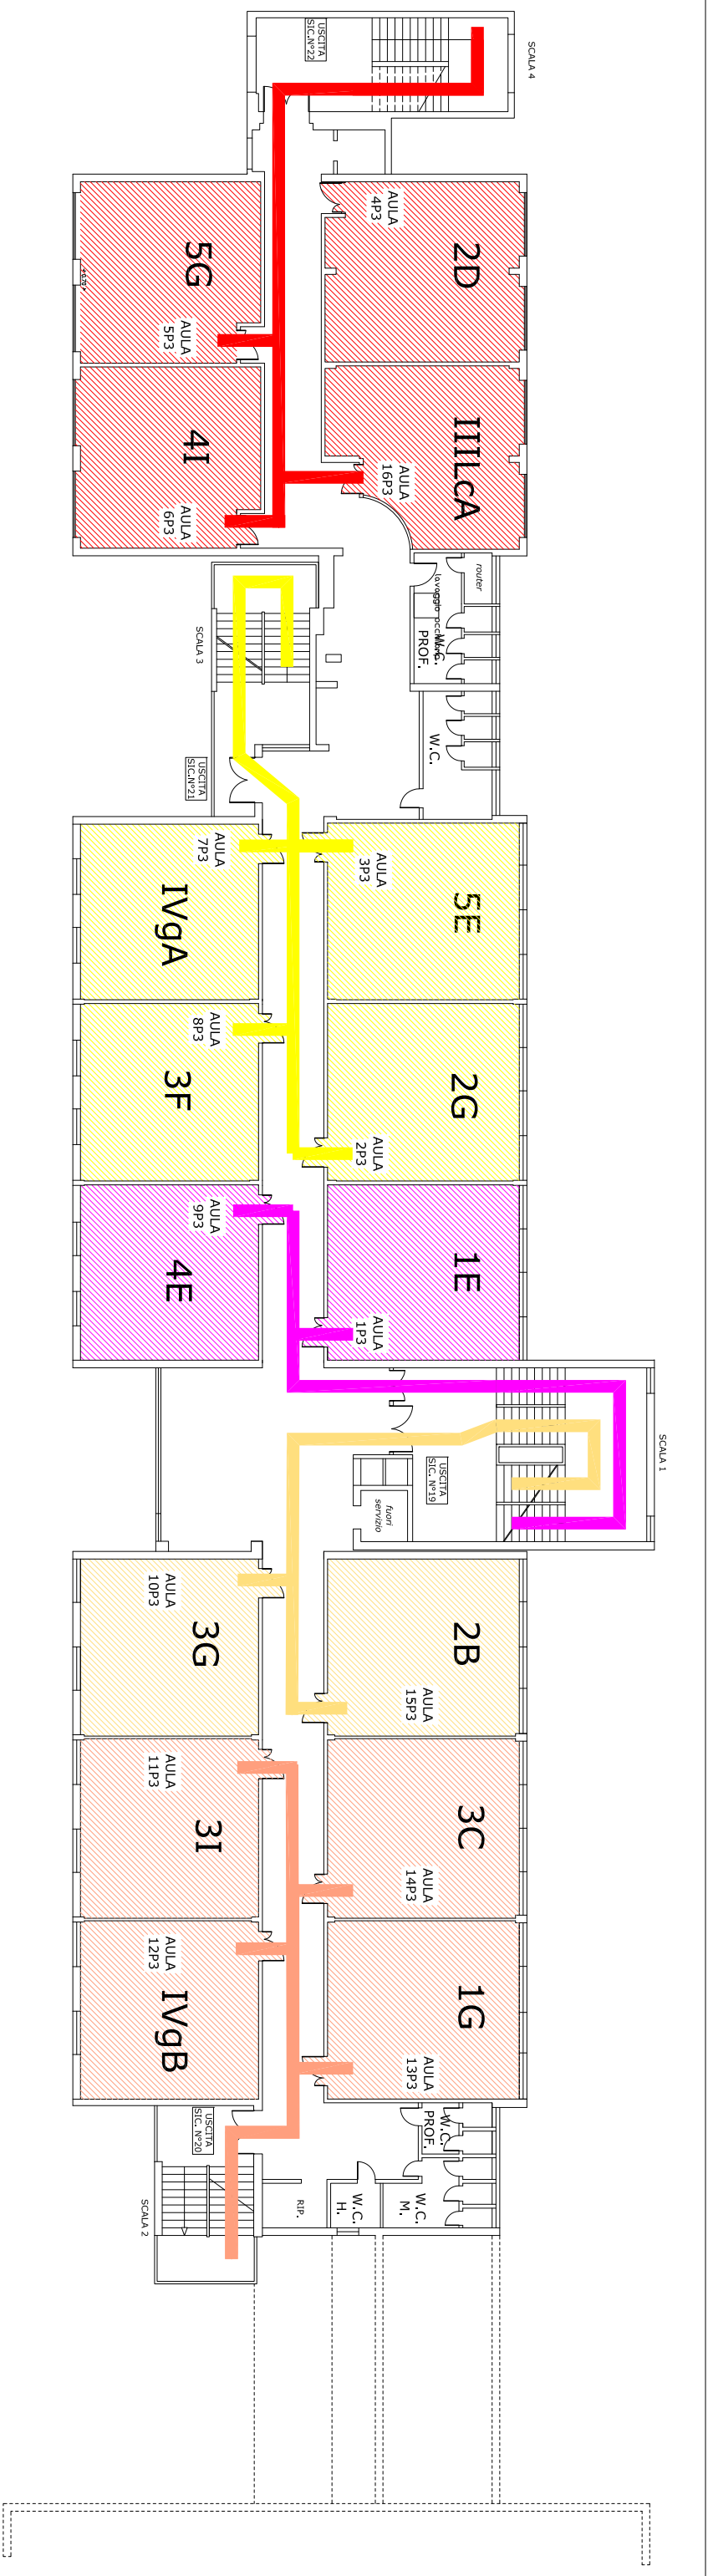 SCALA 4
USCITA
SIC.N°22
AULA
4P3
2D
5G
AULA
5P3
IIILcA
AULA
16P3
4I
AULA
6P3
router
W.C.
PROF.
SCALA 3
W.C.
USCITA
SIC.N°21
AULA
7P3
IVgA
AULA
3P3
5E
AULA
8P3
3F
2G
AULA
2P3
AULA
9P3
4E
1E
AULA
1P3
SCALA 1
USCITA
SIC. N°19
fuori
servizio
AULA
10P3
3G
2B
AULA
15P3
AULA
11P3
3I
3C
AULA
14P3
AULA
12P3
IVgB
1G
AULA
13P3
USCITA
SIC. N°20
W.C.
PROF.
SCALA 2
RIP.
W.C.
H.
W.C.
M.